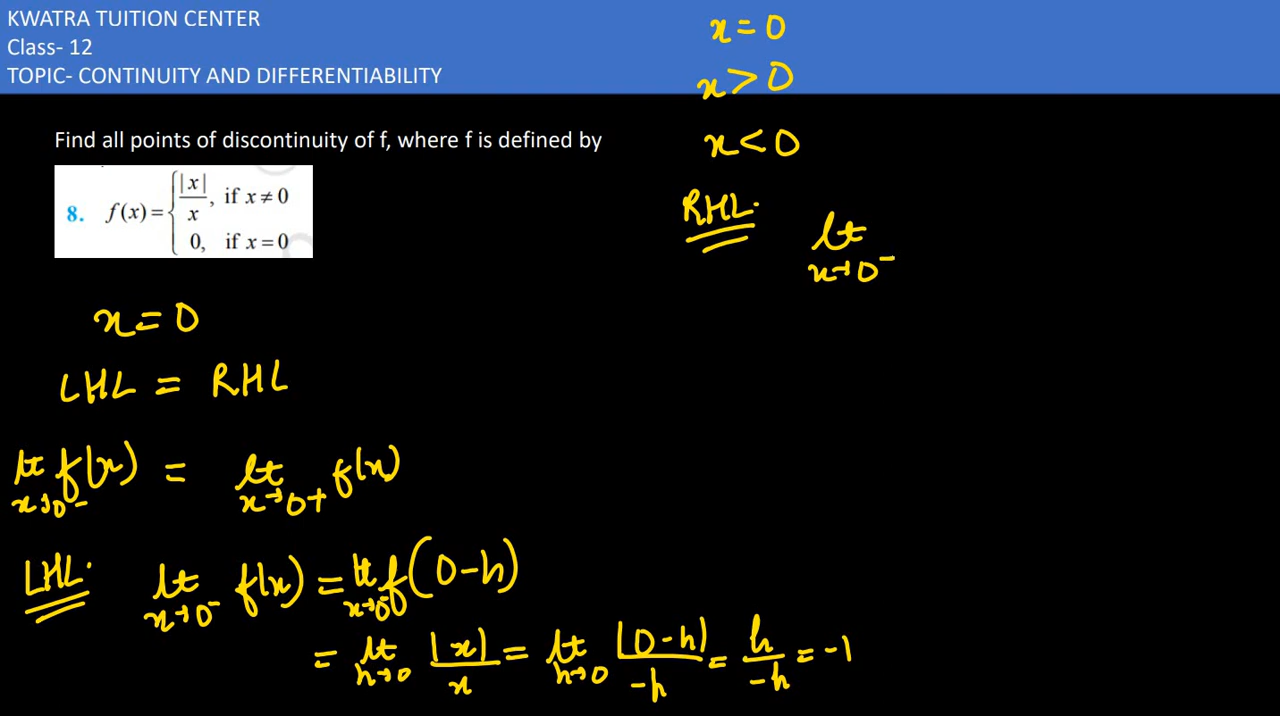 KWATRA TUITION CENTER
Class- 12
TOPIC- CONTINUITY AND DIFFERENTIABILITY
Find all points of discontinuity of f, where f is defined by
8. f(x) = { |x|/x, if x ≠ 0
0, if x = 0
x = 0
LHL = RHL
lt x→0- f(x) = lt x→0+ f(x)
LHL. lt x→0⁻ f(x) = lt x→0⁻ f(0-h)
= lt h→0 |x|/x = lt h→0 |0-h|/-h = h/-h = -1
x = 0
x > 0
x < 0
RHL. lt x→0⁻